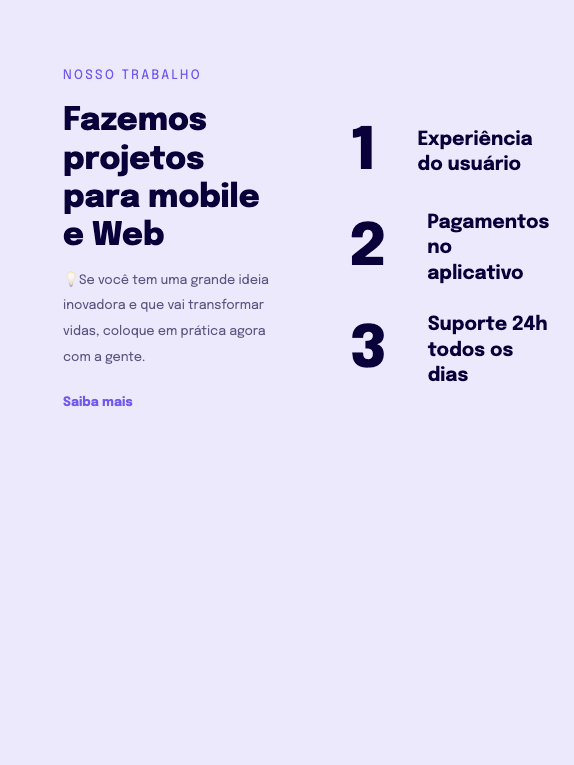 NOSSO TRABALHO
Fazemos
projetos
para mobile
e Web
💡Se você tem uma grande ideia
inovadora e que vai transformar
vidas, coloque em prática agora
com a gente.
Saiba mais
1
Experiência
do usuário
2
Pagamentos
no
aplicativo
3
Suporte 24h
todos os
dias